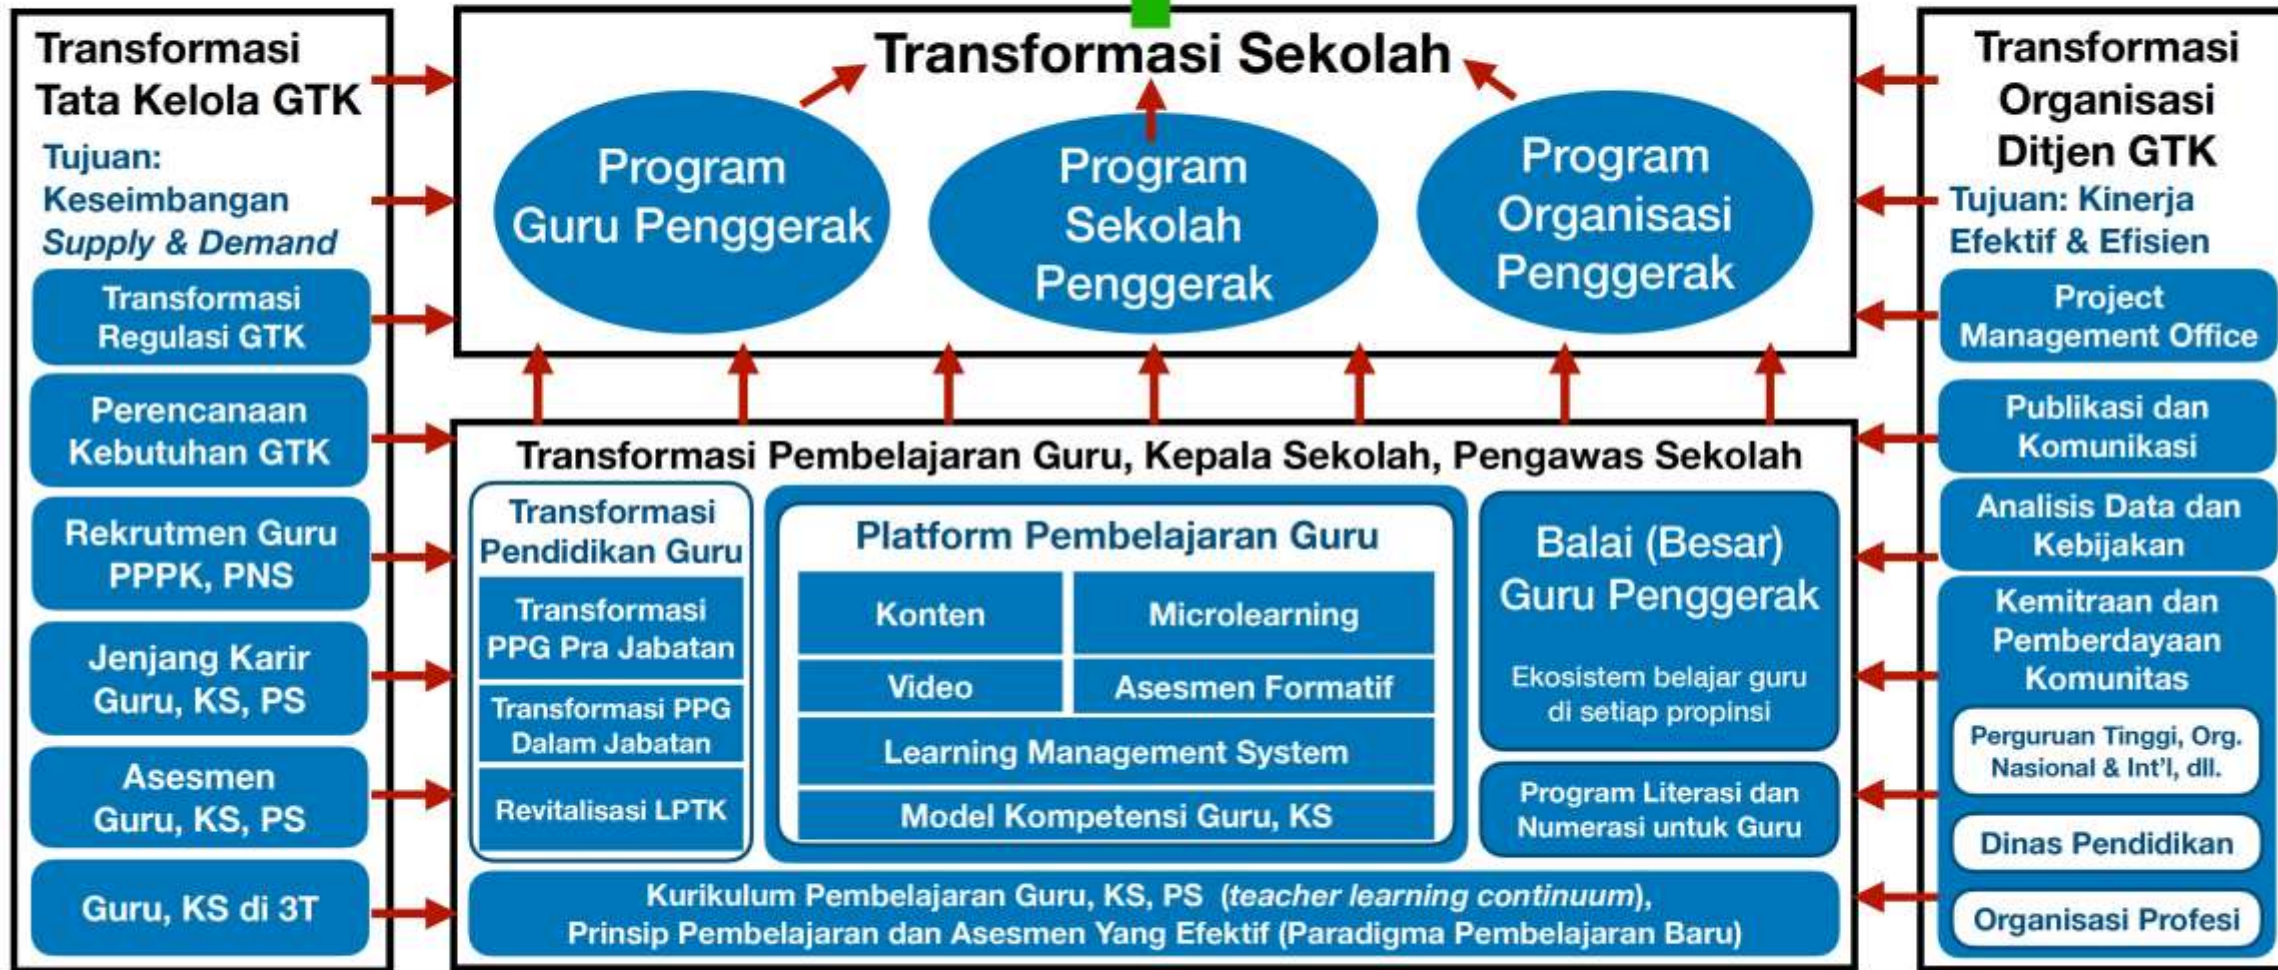 Transformasi
Tata Kelola GTK
Tujuan:
Keseimbangan
Supply & Demand
Transformasi
Regulasi GTK
Perencanaan
Kebutuhan GTK
Rekrutmen Guru
PPPK, PNS
Jenjang Karir
Guru, KS, PS
Asesmen
Guru, KS, PS
Guru, KS di 3T
Transformasi Sekolah
Program
Guru Penggerak
Program
Sekolah
Penggerak
Program
Organisasi
Penggerak
Transformasi Pembelajaran Guru, Kepala Sekolah, Pengawas Sekolah
Transformasi
Pendidikan Guru
Transformasi
PPG Pra Jabatan
Transformasi PPG
Dalam Jabatan
Revitalisasi LPTK
Platform Pembelajaran Guru
Konten
Microlearning
Video
Asesmen Formatif
Learning Management System
Model Kompetensi Guru, KS
Balai (Besar)
Guru Penggerak
Ekosistem belajar guru
di setiap propinsi
Program Literasi dan
Numerasi untuk Guru
Kurikulum Pembelajaran Guru, KS, PS (teacher learning continuum),
Prinsip Pembelajaran dan Asesmen Yang Efektif (Paradigma Pembelajaran Baru)
Transformasi
Organisasi
Ditjen GTK
Tujuan: Kinerja
Efektif & Efisien
Project
Management Office
Publikasi dan
Komunikasi
Analisis Data dan
Kebijakan
Kemitraan dan
Pemberdayaan
Komunitas
Perguruan Tinggi, Org.
Nasional & Int'l, dll.
Dinas Pendidikan
Organisasi Profesi